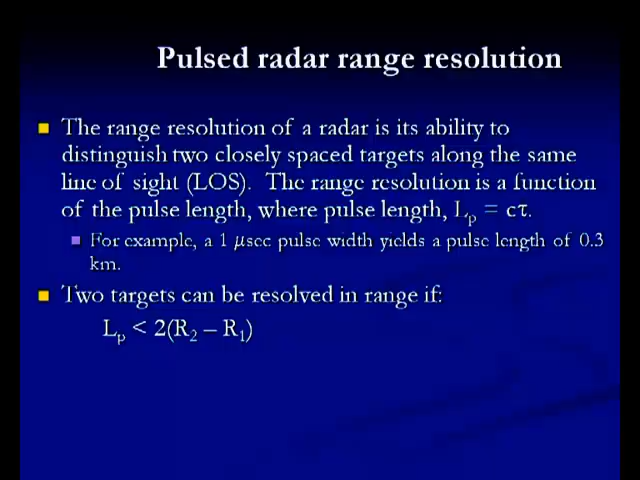 Pulsed radar range resolution
The range resolution of a radar is its ability to
distinguish two closely spaced targets along the same
line of sight (LOS). The range resolution is a function
of the pulse length, where pulse length, Lp = cτ.
For example, a 1 μsec pulse width yields a pulse length of 0.3
km.
Two targets can be resolved in range if:
Lp < 2(R2 – R1)